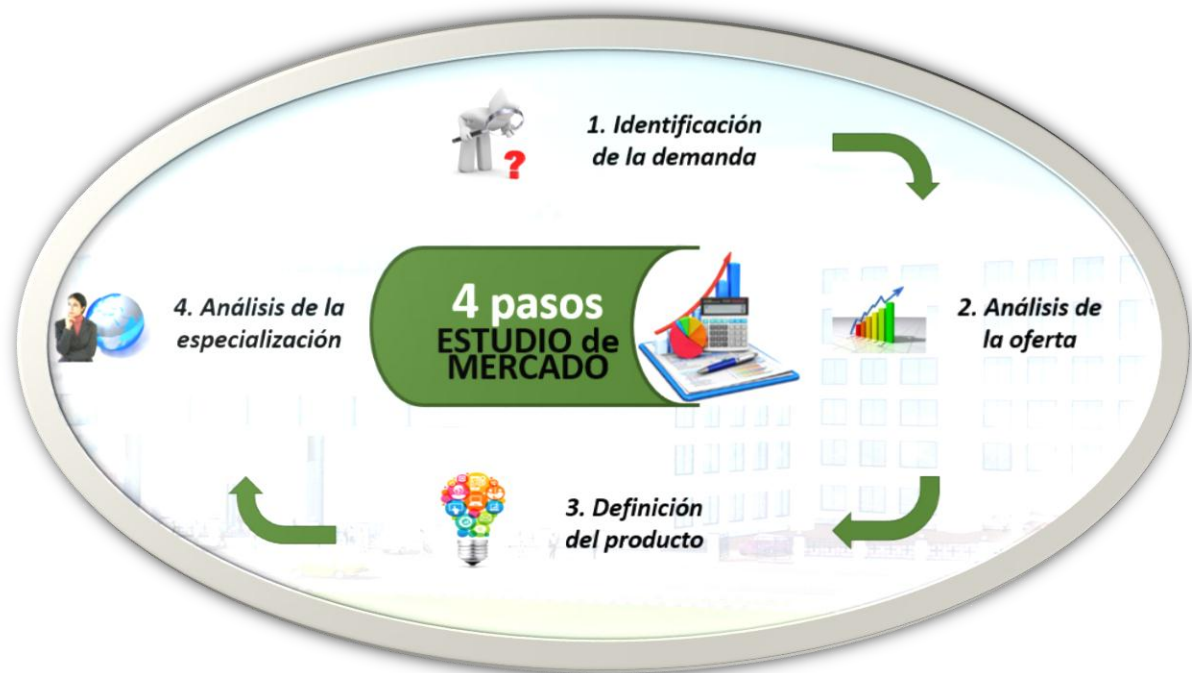 1. Identificación
de la demanda
2. Análisis de
la oferta
3. Definición
del producto
4. Análisis de la
especialización
4 pasos
ESTUDIO de
MERCADO